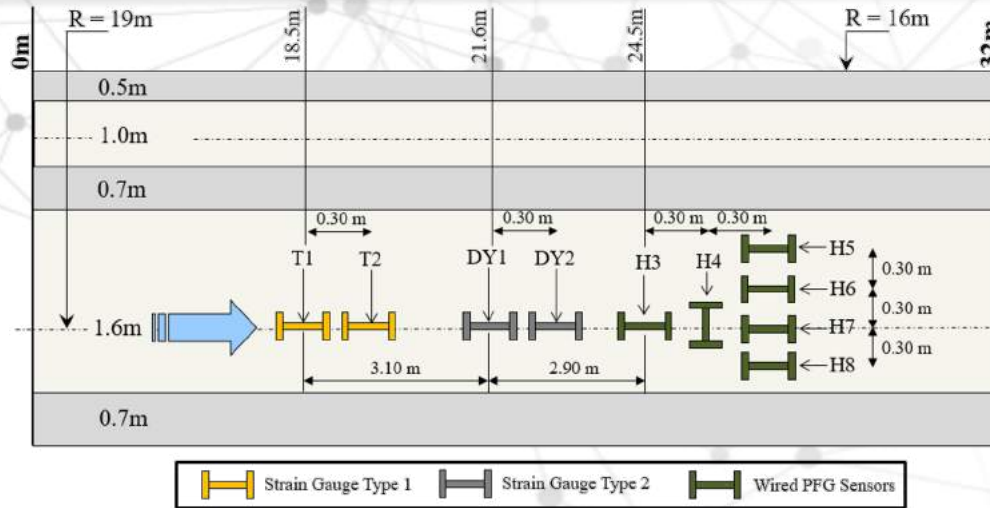 R = 19m
R = 16m
0m
18.5m
21.6m
24.5m
32m
0.5m
1.0m
0.7m
0.30 m
0.30 m
0.30 m
0.30 m
T1
T2
DY1
DY2
H3
H4
H5
H6
H7
H8
0.30 m
0.30 m
0.30 m
1.6m
3.10 m
2.90 m
0.7m
Strain Gauge Type 1
Strain Gauge Type 2
Wired PFG Sensors